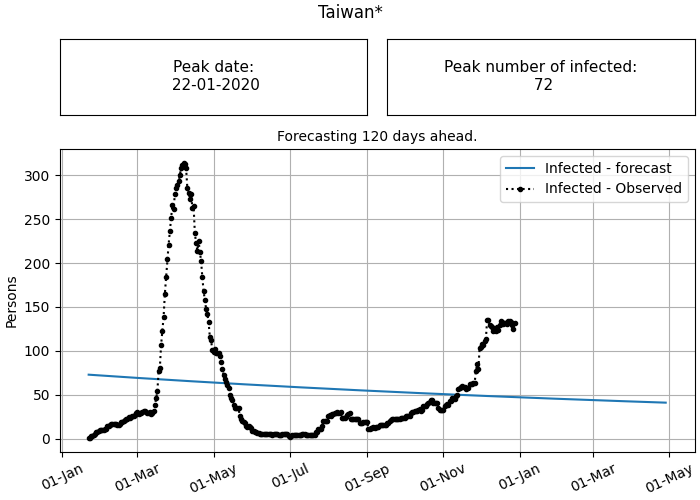 Taiwan*
Peak date:
22-01-2020
Peak number of infected:
72
Forecasting 120 days ahead.
Infected - forecast
Infected - Observed
Persons
300
250
200
150
100
50
0
01-Jan
01-Mar
01-May
01-Jul
01-Sep
01-Nov
01-Jan
01-Mar
01-May